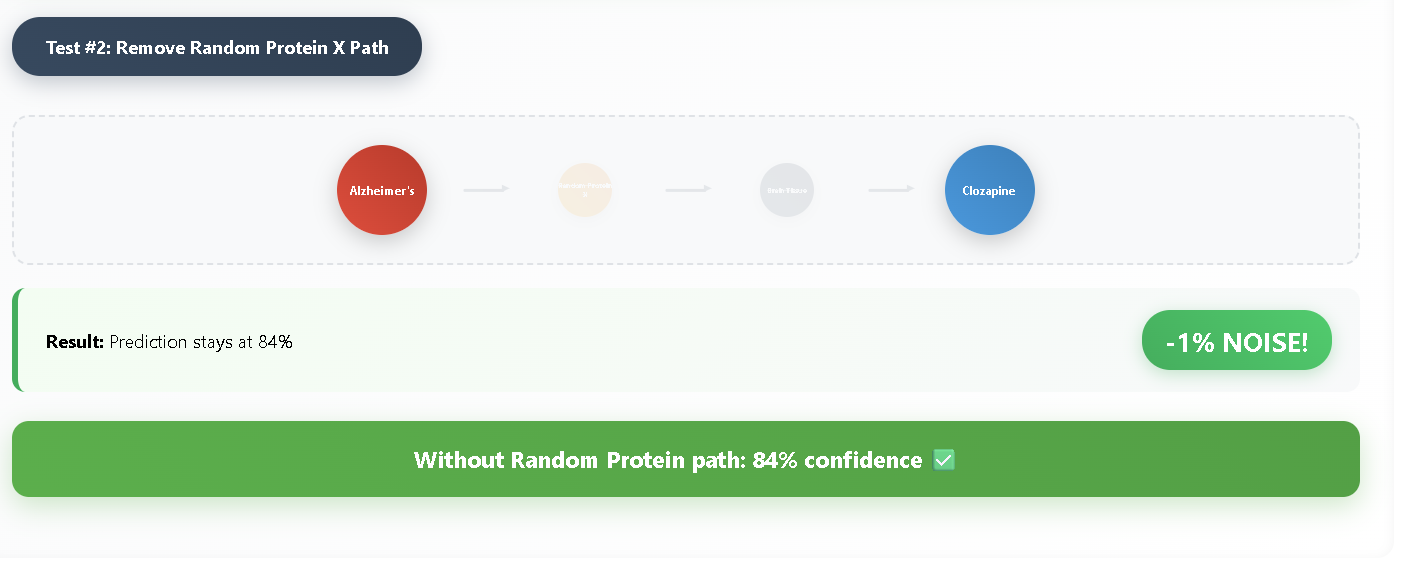 Test #2: Remove Random Protein X Path
Alzheimer's
Clozapine
Result: Prediction stays at 84%
-1% NOISE!
Without Random Protein path: 84% confidence ✅